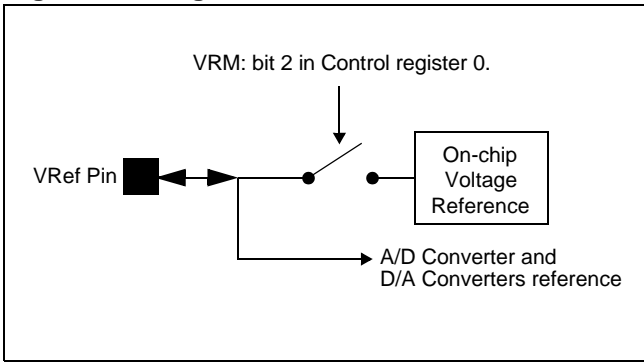 VRM: bit 2 in Control register 0.
VRef Pin
On-chip
Voltage
Reference
A/D Converter and
D/A Converters reference